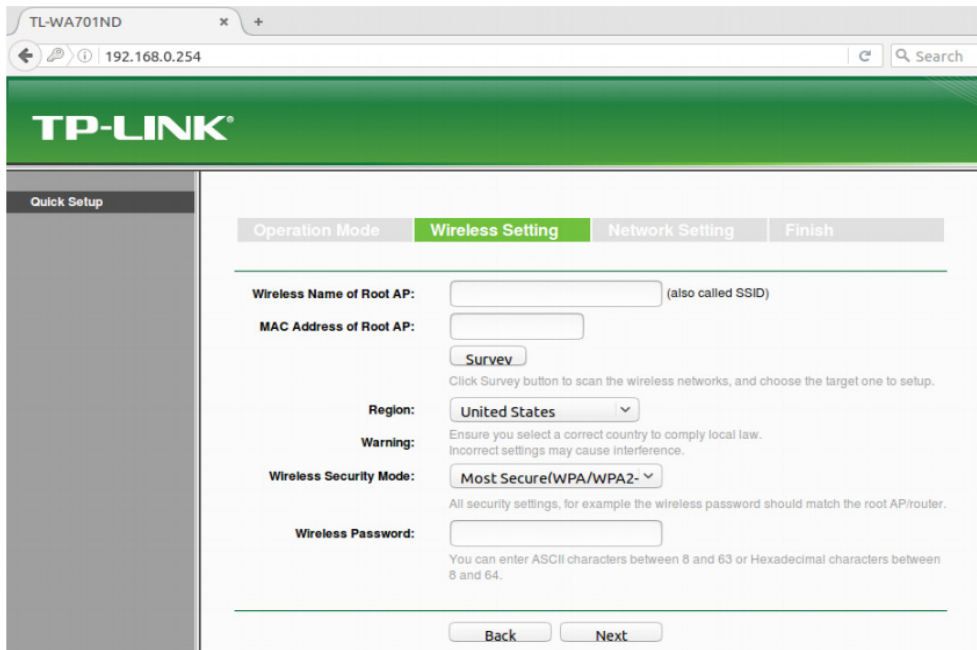 TL-WA701ND
192.168.0.254
Search
TP-LINK®
Quick Setup
Operation Mode Wireless Setting Network Setting Finish
Wireless Name of Root AP: (also called SSID)
MAC Address of Root AP:
Survey
Click Survey button to scan the wireless networks, and choose the target one to setup.
Region: United States
Warning: Ensure you select a correct country to comply local law.
Incorrect settings may cause interference.
Wireless Security Mode: Most Secure(WPA/WPA2-
All security settings, for example the wireless password should match the root AP/router.
Wireless Password:
You can enter ASCII characters between 8 and 63 or Hexadecimal characters between
8 and 64.
Back Next